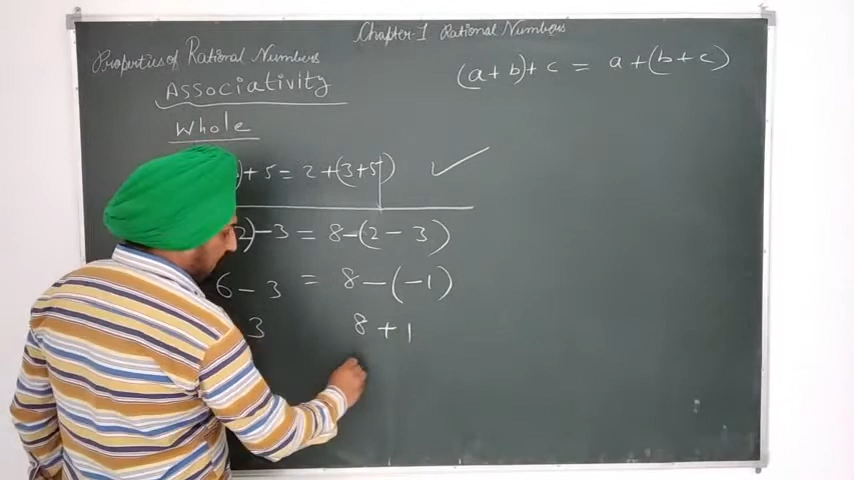 Chapter-1 Rational Numbers
Properties of Rational Numbers
(a+b)+c = a+(b+c)
Associativity
Whole
)+5=2+(3+5) ✓
2)-3=8-(2-3)
6-3=8-(-1)
3 8+1